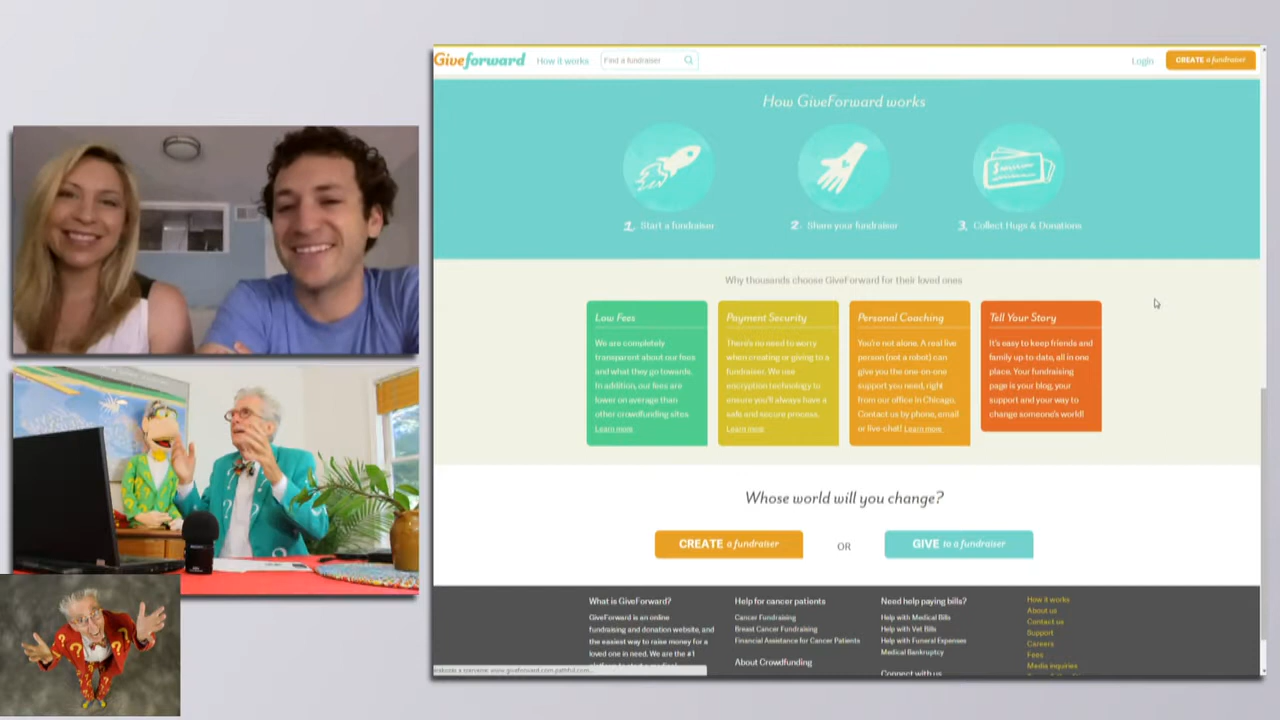 Giveforward
How it works
Find a fundraiser
Login
CREATE a fundraiser
How GiveForward works
1. Start a fundraiser
2. Share your fundraiser
3. Collect Hugs & Donations
Why thousands choose GiveForward for their loved ones
Low Fees
We are completely
transparent about our fees
and what they go towards.
In addition, our fees are
lower on average than
other crowdfunding sites
Learn more
Payment Security
There's no need to worry
when creating or giving to a
fundraiser. We use
encryption technology to
ensure you'll always have a
safe and secure process.
Learn more
Personal Coaching
You're not alone. A real live
person (not a robot) can
give you the one-on-one
support you need, right
from our office in Chicago.
Contact us by phone, email
or live-chat! Learn more
Tell Your Story
It's easy to keep friends and
family up-to-date, all in one
place. Your fundraising
page is your blog, your
support and your way to
change someone's world!
Whose world will you change?
CREATE a fundraiser
OR
GIVE to a fundraiser
What is GiveForward?
GiveForward is an online
fundraising and donation website, and
the easiest way to raise money for a
loved one in need. We are the #1
Help for cancer patients
Cancer Fundraising
Breast Cancer Fundraising
Financial Assistance for Cancer Patients
About Crowdfunding
Need help paying bills?
Help with Medical Bills
Help with Vet Bills
Help with Funeral Expenses
Medical Bankruptcy
Connect with us
How it works
About us
Contact us
Support
Careers
Fees
Media inquiries